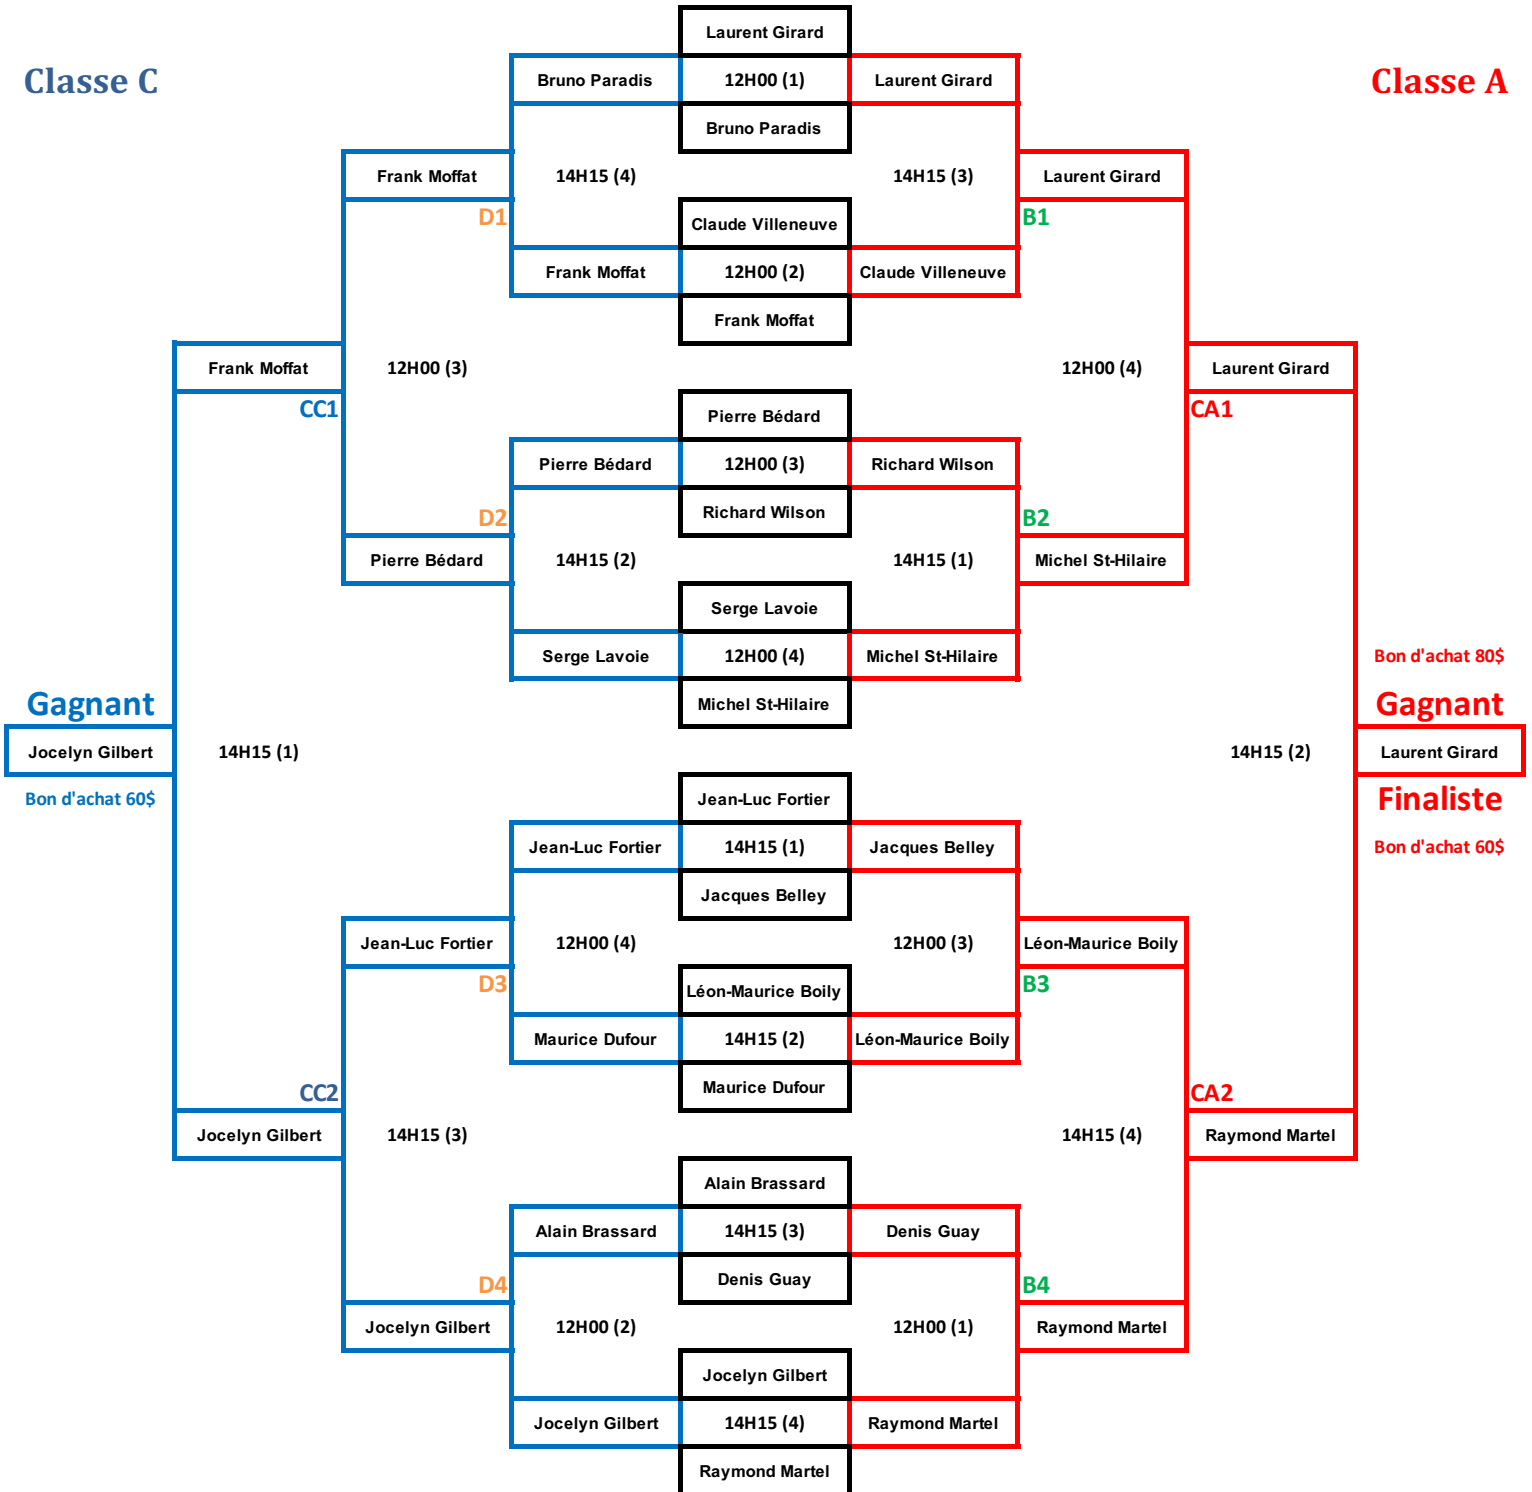 Laurent Girard
Classe C
Bruno Paradis
12H00 (1)
Laurent Girard
Classe A
Bruno Paradis
Frank Moffat
14H15 (4)
14H15 (3)
Laurent Girard
D1
Claude Villeneuve
B1
Frank Moffat
12H00 (2)
Claude Villeneuve
Frank Moffat
Frank Moffat
12H00 (3)
12H00 (4)
Laurent Girard
CC1
Pierre Bédard
CA1
Pierre Bédard
12H00 (3)
Richard Wilson
D2
Richard Wilson
B2
Pierre Bédard
14H15 (2)
14H15 (1)
Michel St-Hilaire
Serge Lavoie
Serge Lavoie
12H00 (4)
Michel St-Hilaire
Bon d'achat 80$
Gagnant
Michel St-Hilaire
Gagnant
Jocelyn Gilbert
14H15 (1)
14H15 (2)
Laurent Girard
Bon d'achat 60$
Jean-Luc Fortier
Finaliste
Jean-Luc Fortier
14H15 (1)
Jacques Belley
Bon d'achat 60$
Jacques Belley
Jean-Luc Fortier
12H00 (4)
12H00 (3)
Léon-Maurice Boily
D3
Léon-Maurice Boily
B3
Maurice Dufour
14H15 (2)
Léon-Maurice Boily
CC2
Maurice Dufour
CA2
Jocelyn Gilbert
14H15 (3)
14H15 (4)
Raymond Martel
Alain Brassard
Alain Brassard
14H15 (3)
Denis Guay
D4
Denis Guay
B4
Jocelyn Gilbert
12H00 (2)
12H00 (1)
Raymond Martel
Jocelyn Gilbert
Jocelyn Gilbert
14H15 (4)
Raymond Martel
Raymond Martel